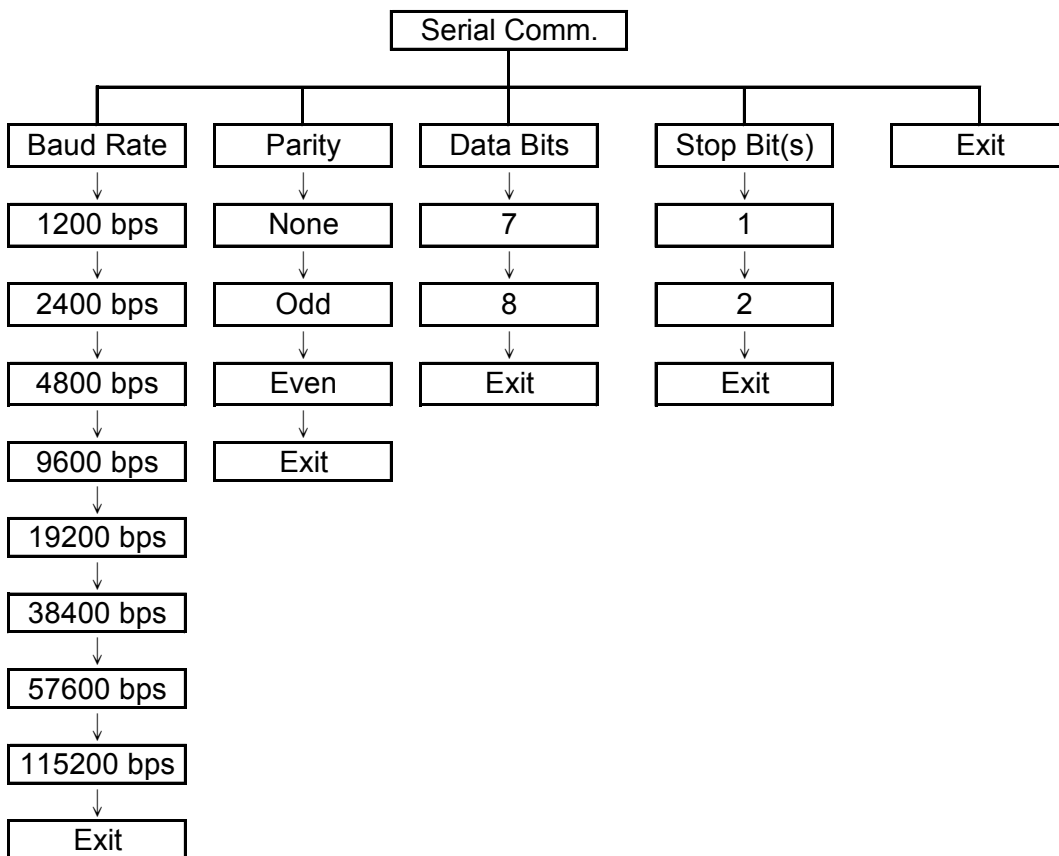 Serial Comm.
Baud Rate
Parity
Data Bits
Stop Bit(s)
Exit
1200 bps
None
7
1
2400 bps
Odd
8
2
4800 bps
Even
Exit
Exit
9600 bps
Exit
19200 bps
38400 bps
57600 bps
115200 bps
Exit